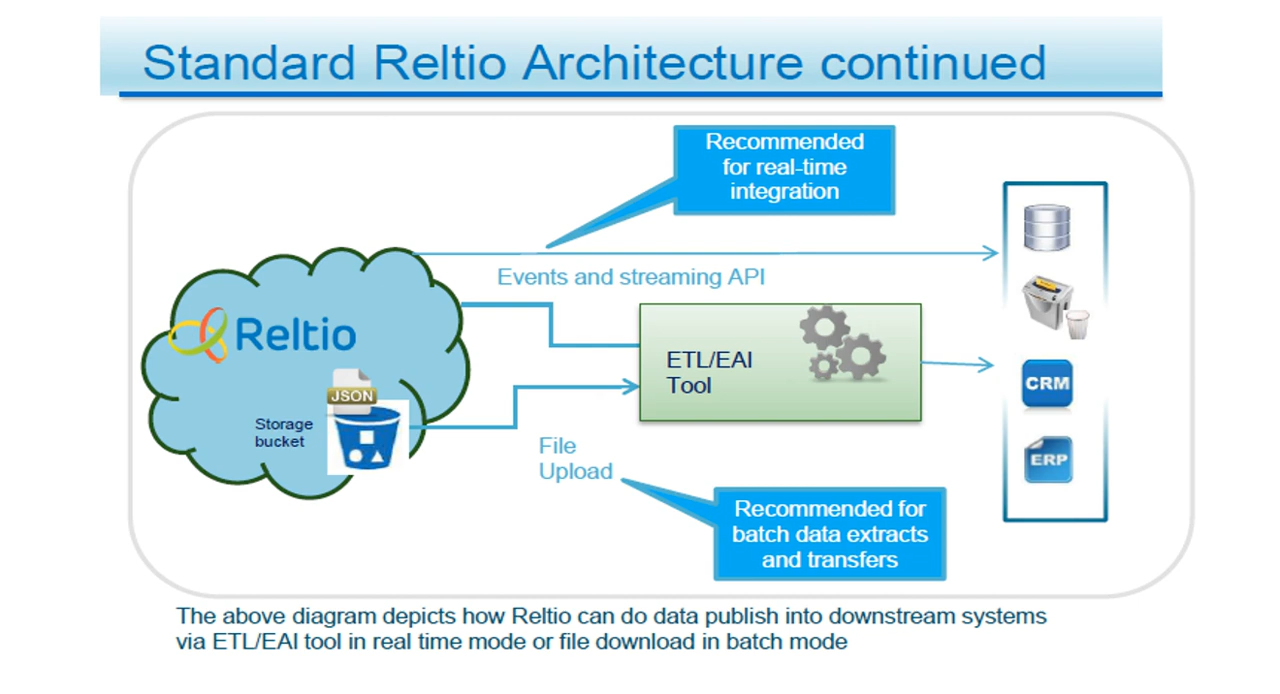 Standard Reltio Architecture continued
Recommended
for real-time
integration
Events and streaming API
Reltio
JSON
Storage
bucket
ETL/EAI
Tool
File
Upload
CRM
ERP
Recommended for
batch data extracts
and transfers
The above diagram depicts how Reltio can do data publish into downstream systems
via ETL/EAI tool in real time mode or file download in batch mode